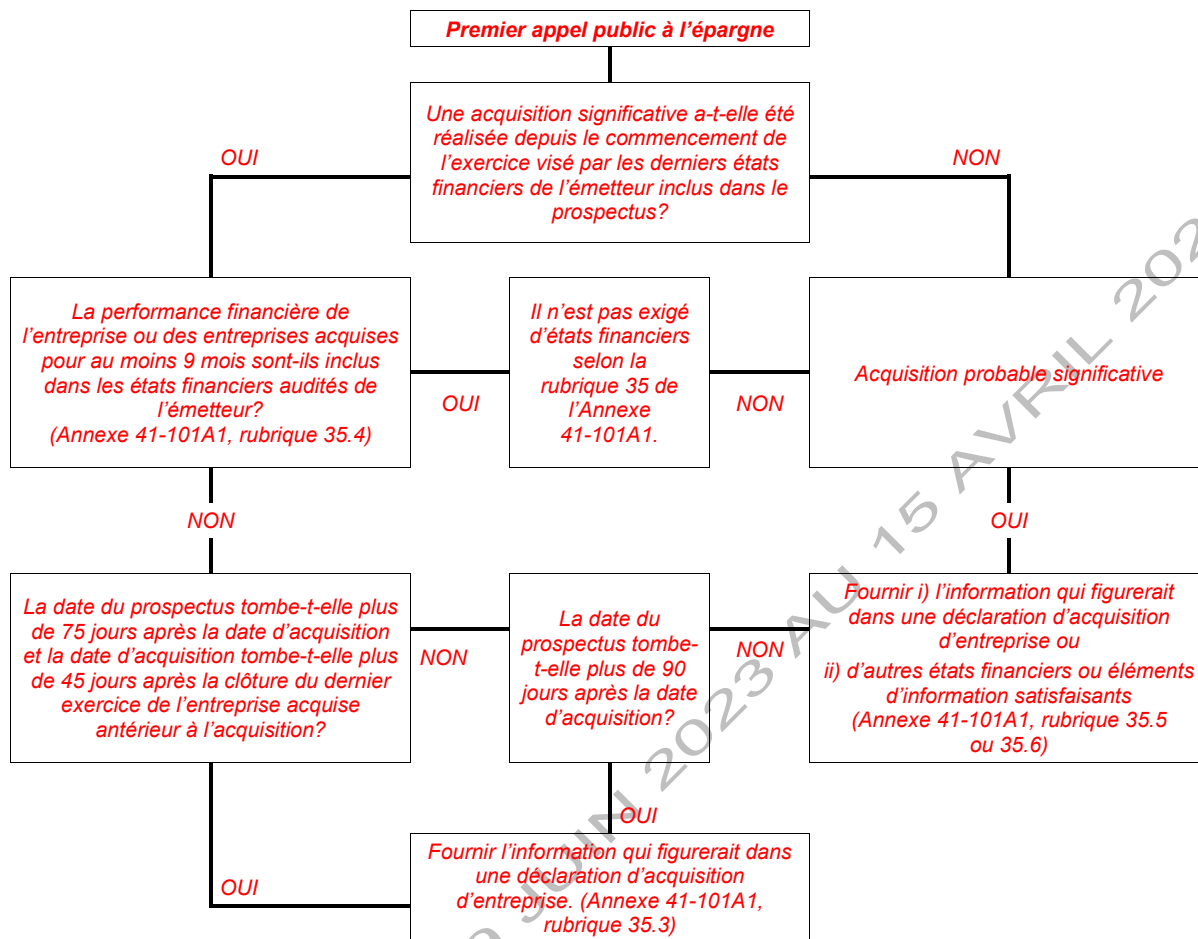 Premier appel public à l'épargne
Une acquisition significative a-t-elle été
réalisée depuis le commencement de
l'exercice visé par les derniers états
financiers de l'émetteur inclus dans le
prospectus?
OUI
NON
La performance financière de
l'entreprise ou des entreprises acquises
pour au moins 9 mois sont-ils inclus
dans les états financiers audités de
l'émetteur?
(Annexe 41-101A1, rubrique 35.4)
OUI
Il n'est pas exigé
d'états financiers
selon la
rubrique 35 de
l'Annexe
41-101A1.
NON
Acquisition probable significative
NON
OUI
La date du prospectus tombe-t-elle plus
de 75 jours après la date d'acquisition
et la date d'acquisition tombe-t-elle plus
de 45 jours après la clôture du dernier
exercice de l'entreprise acquise
antérieur à l'acquisition?
NON
La date du
prospectus tombe-
t-elle plus de 90
jours après la date
d'acquisition?
NON
Fournir i) l'information qui figurerait
dans une déclaration d'acquisition
d'entreprise ou
ii) d'autres états financiers ou éléments
d'information satisfaisants
(Annexe 41-101A1, rubrique 35.5
ou 35.6)
OUI
OUI
Fournir l'information qui figurerait dans
une déclaration d'acquisition
d'entreprise. (Annexe 41-101A1,
rubrique 35.3)
JUIN 2023 AU 15 AVRIL